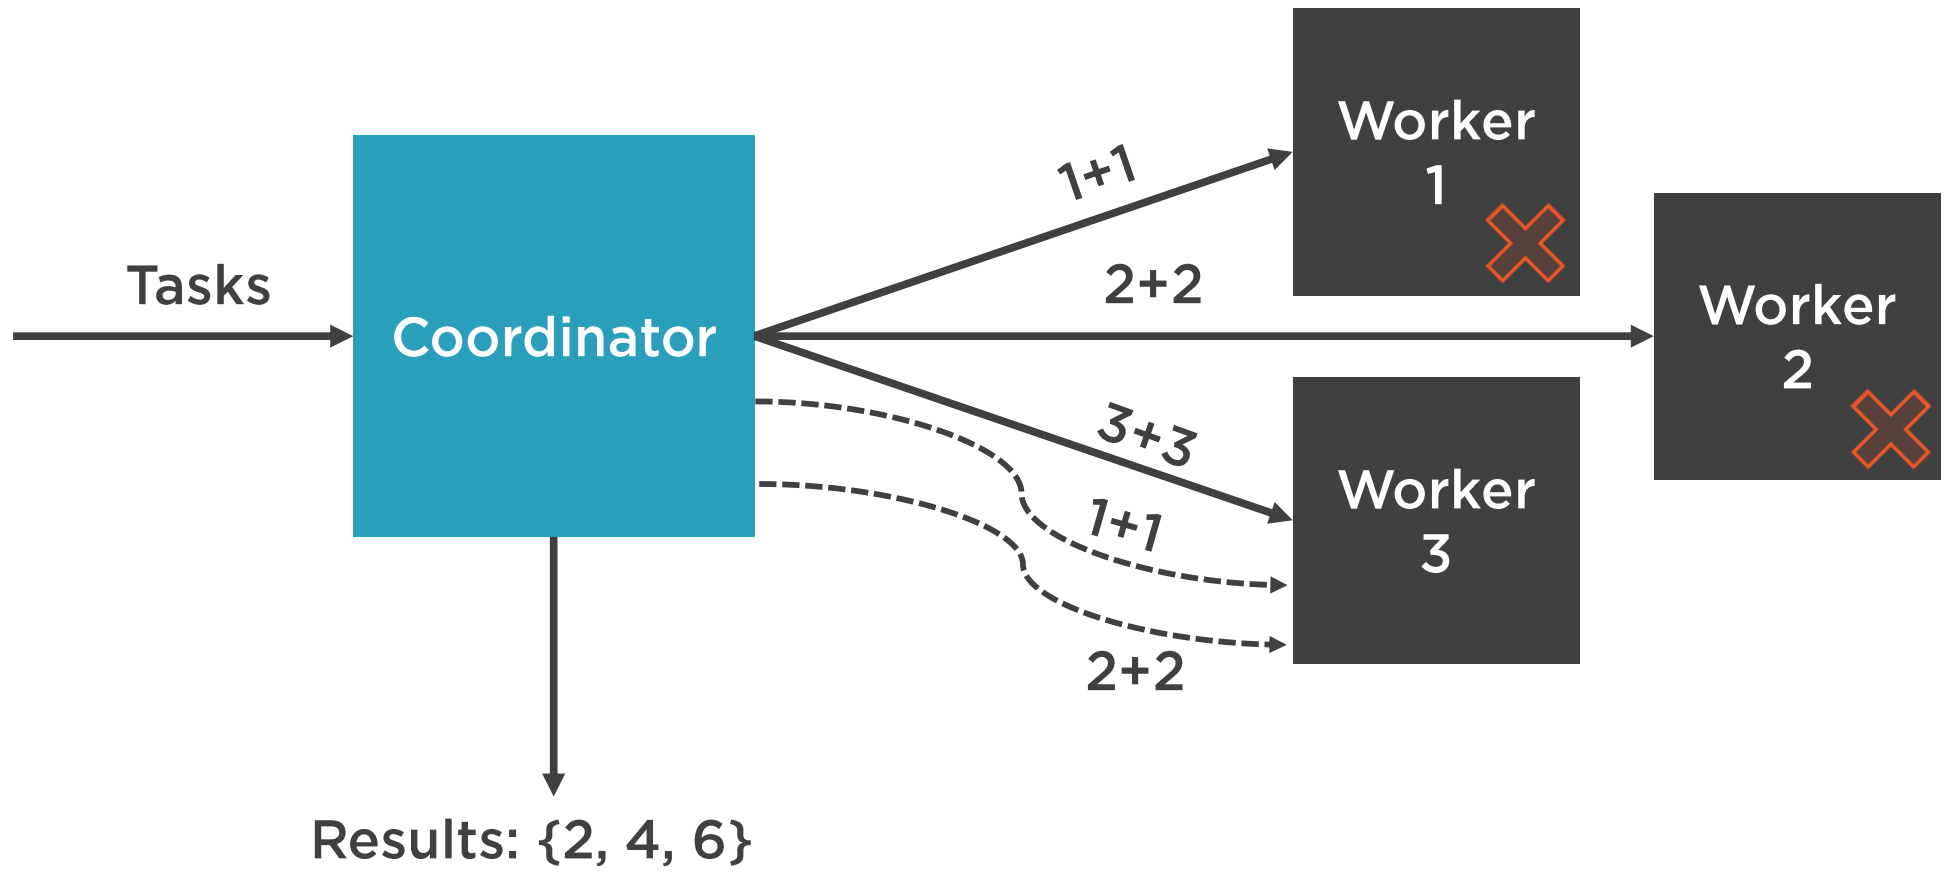 Tasks
Coordinator
1+1
Worker
1
2+2
Worker
2
3+3
Worker
3
1+1
2+2
Results: {2, 4, 6}